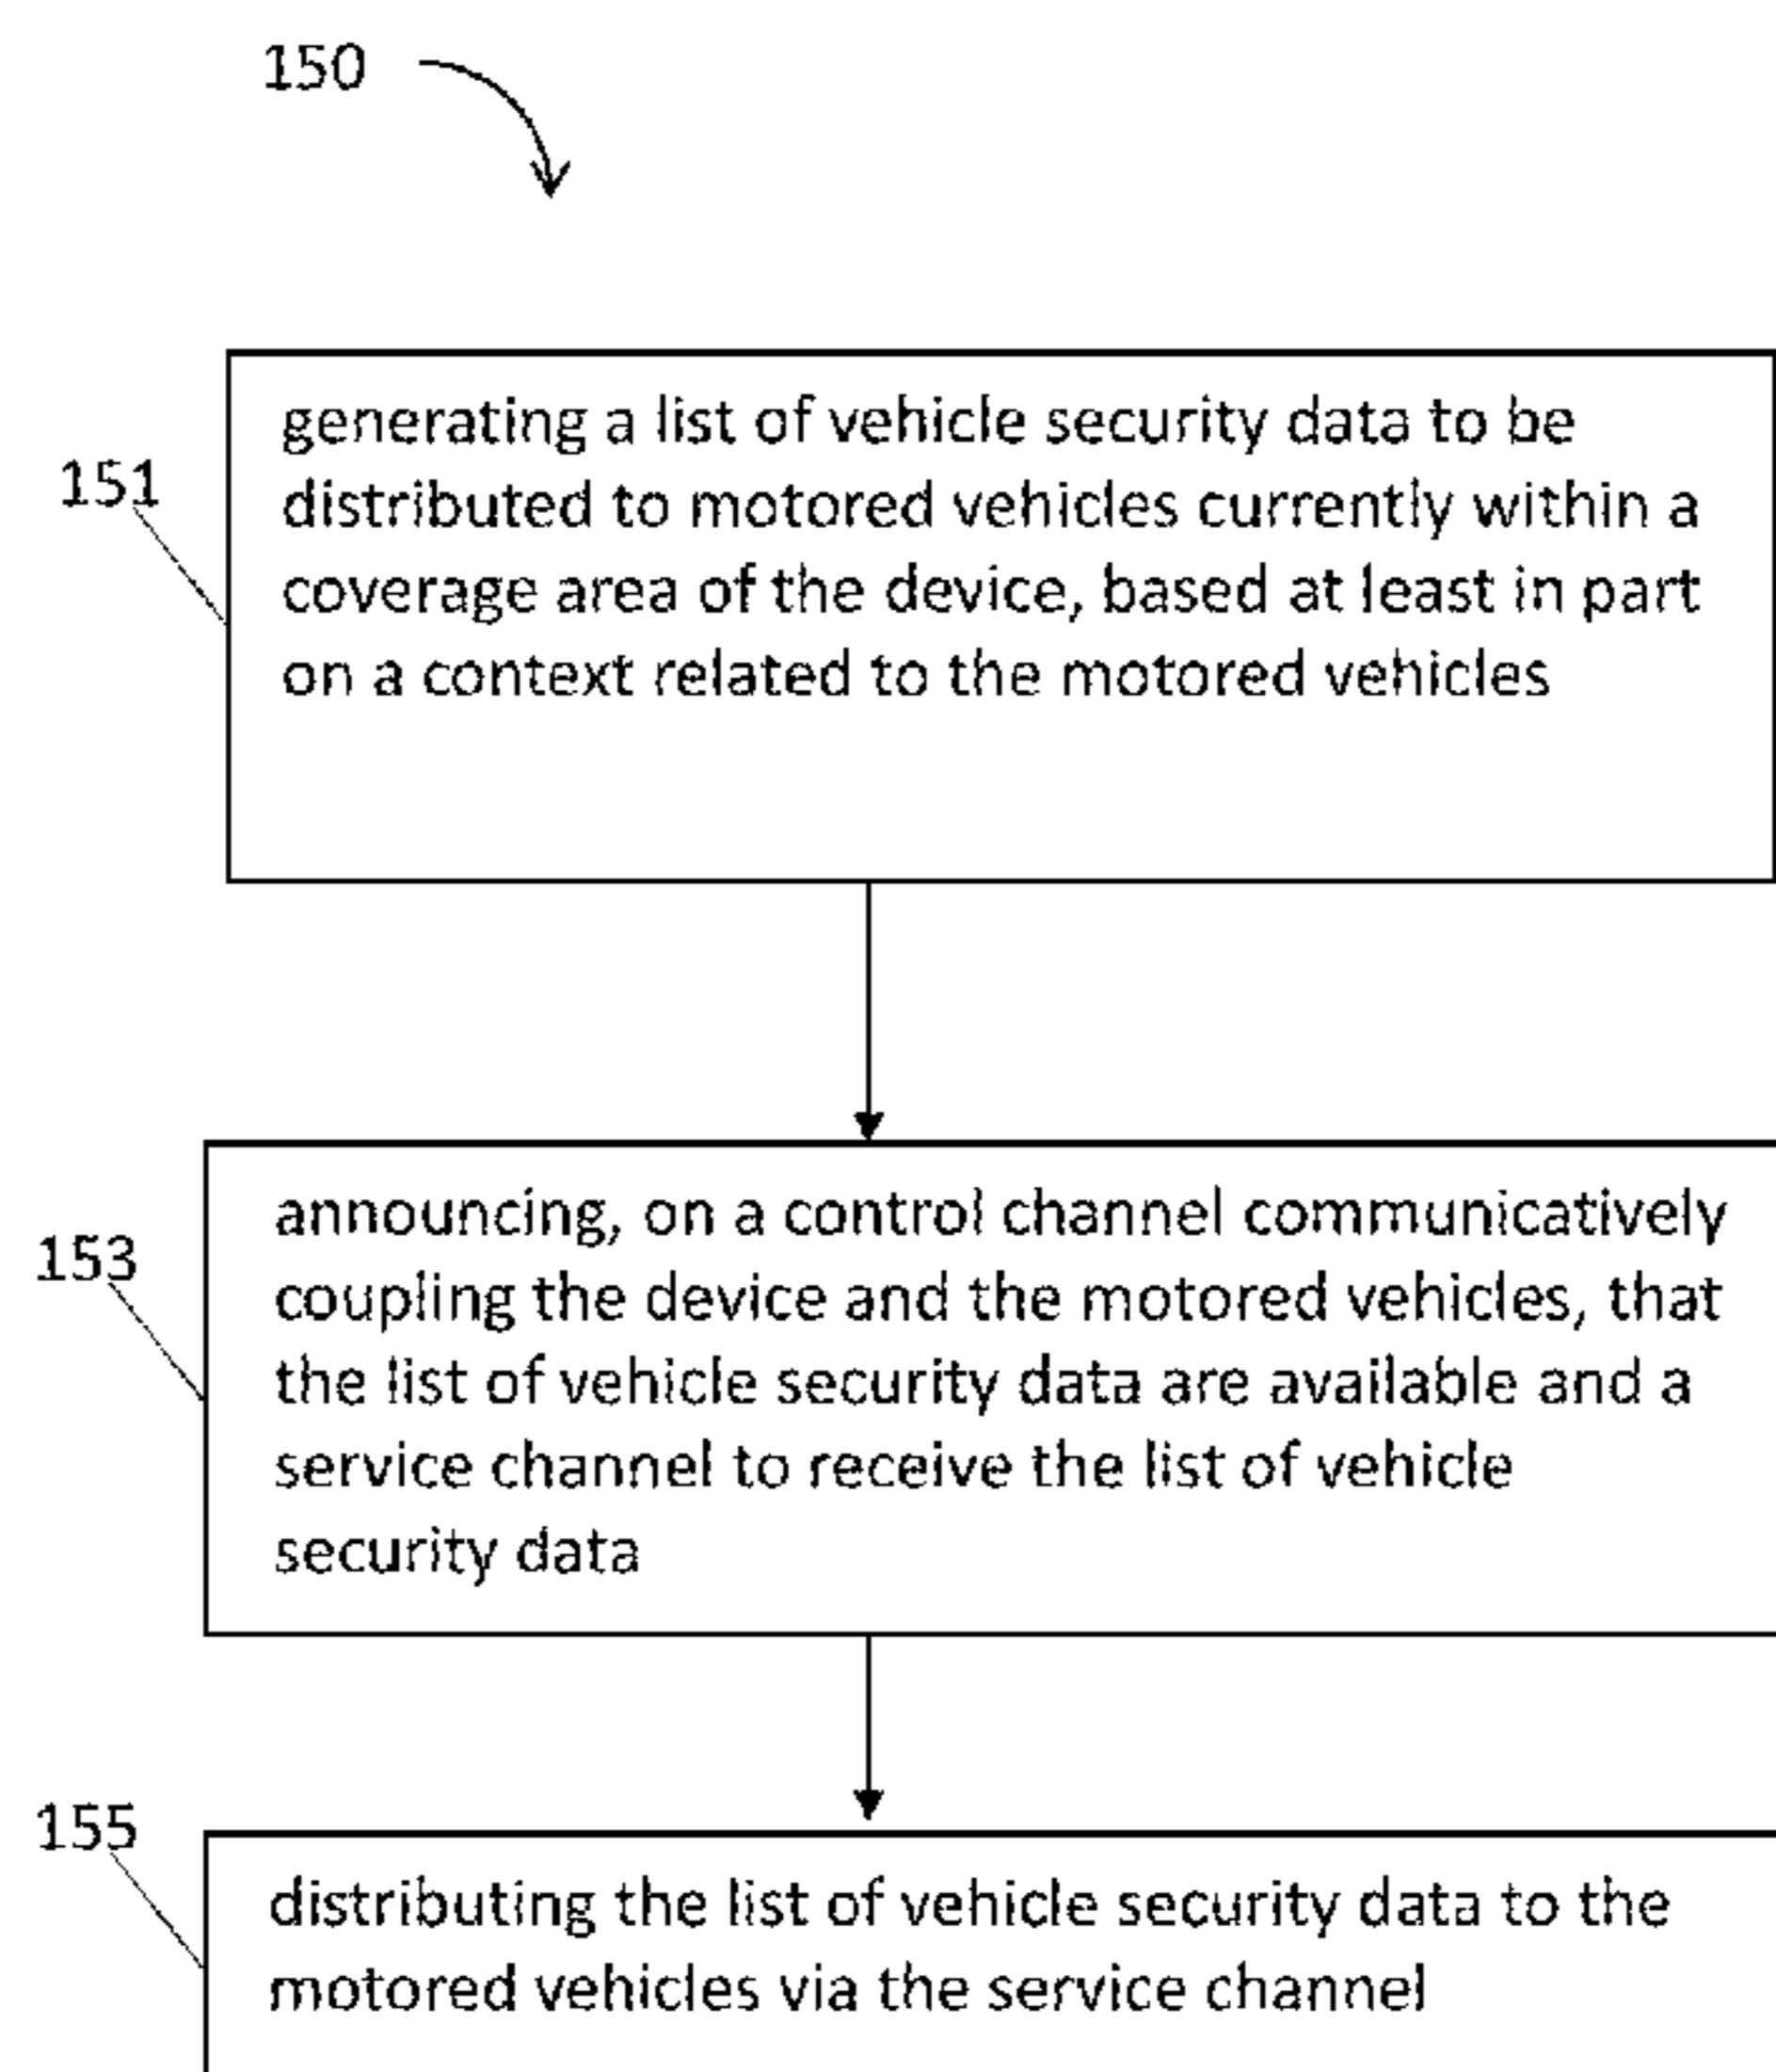 150
151
generating a list of vehicle security data to be
distributed to motored vehicles currently within a
coverage area of the device, based at least in part
on a context related to the motored vehicles
153
announcing, on a control channel communicatively
coupling the device and the motored vehicles, that
the list of vehicle security data are available and a
service channel to receive the list of vehicle
security data
155
distributing the list of vehicle security data to the
motored vehicles via the service channel